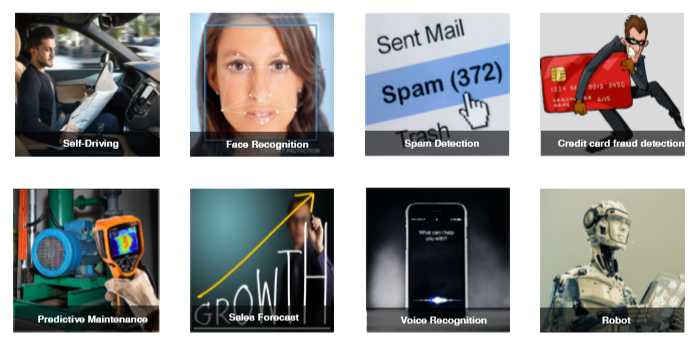 Self-Driving
Face Recognition
PROTECTION
Sent Mail
Spam (372)
Trash
Spam Detection
Credit card fraud detection
Predictive Maintenance
GROWTH
Sales Forecast
What can I help
you with?
Voice Recognition
Robot